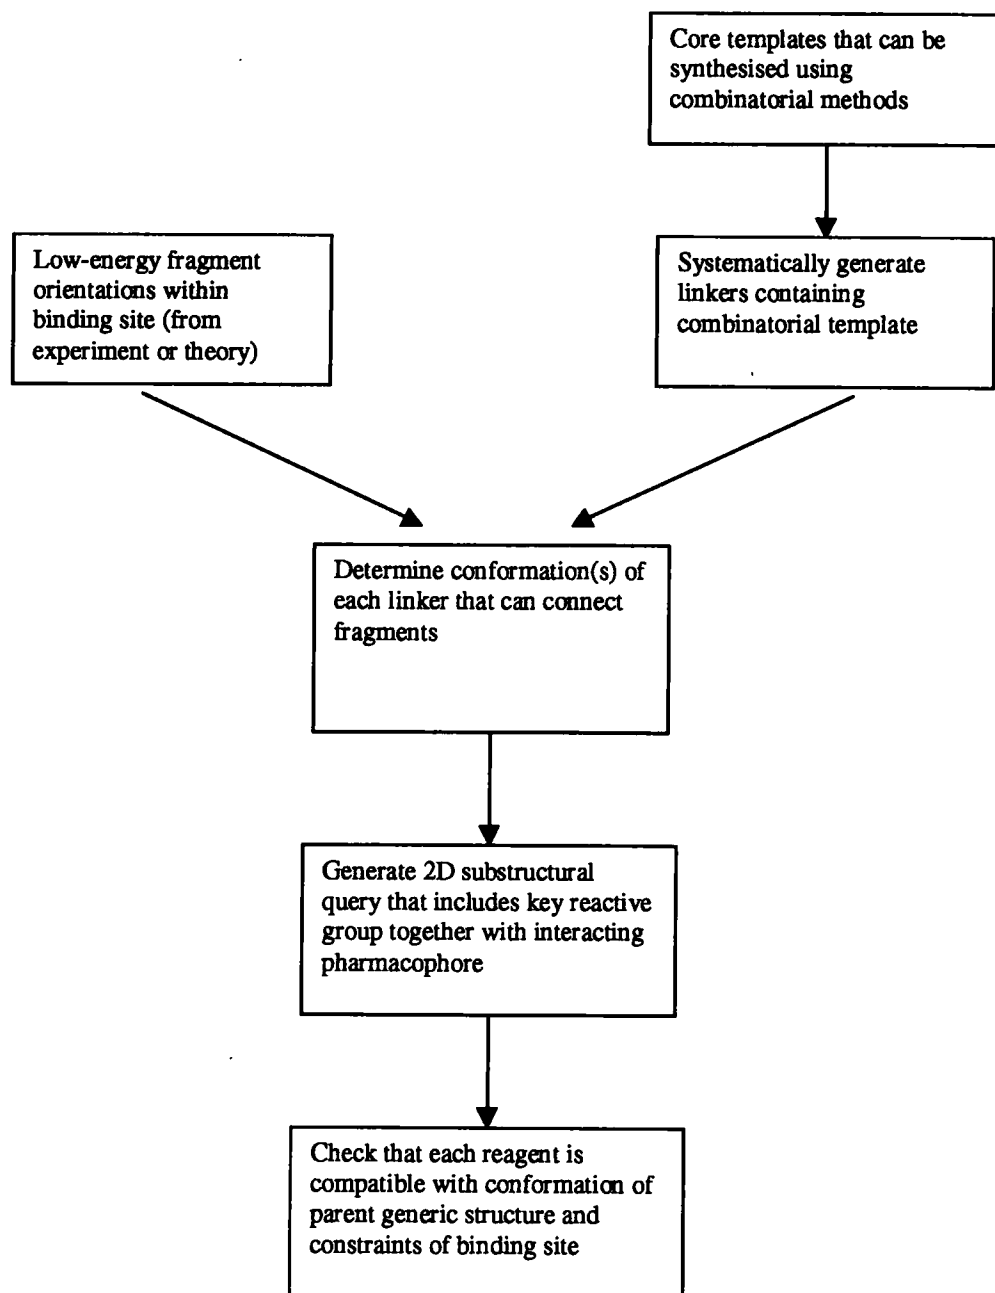 Core templates that can be
synthesised using
combinatorial methods
Low-energy fragment
orientations within
binding site (from
experiment or theory)
Systematically generate
linkers containing
combinatorial template
Determine conformation(s) of
each linker that can connect
fragments
Generate 2D substructural
query that includes key reactive
group together with interacting
pharmacophore
Check that each reagent is
compatible with conformation of
parent generic structure and
constraints of binding site